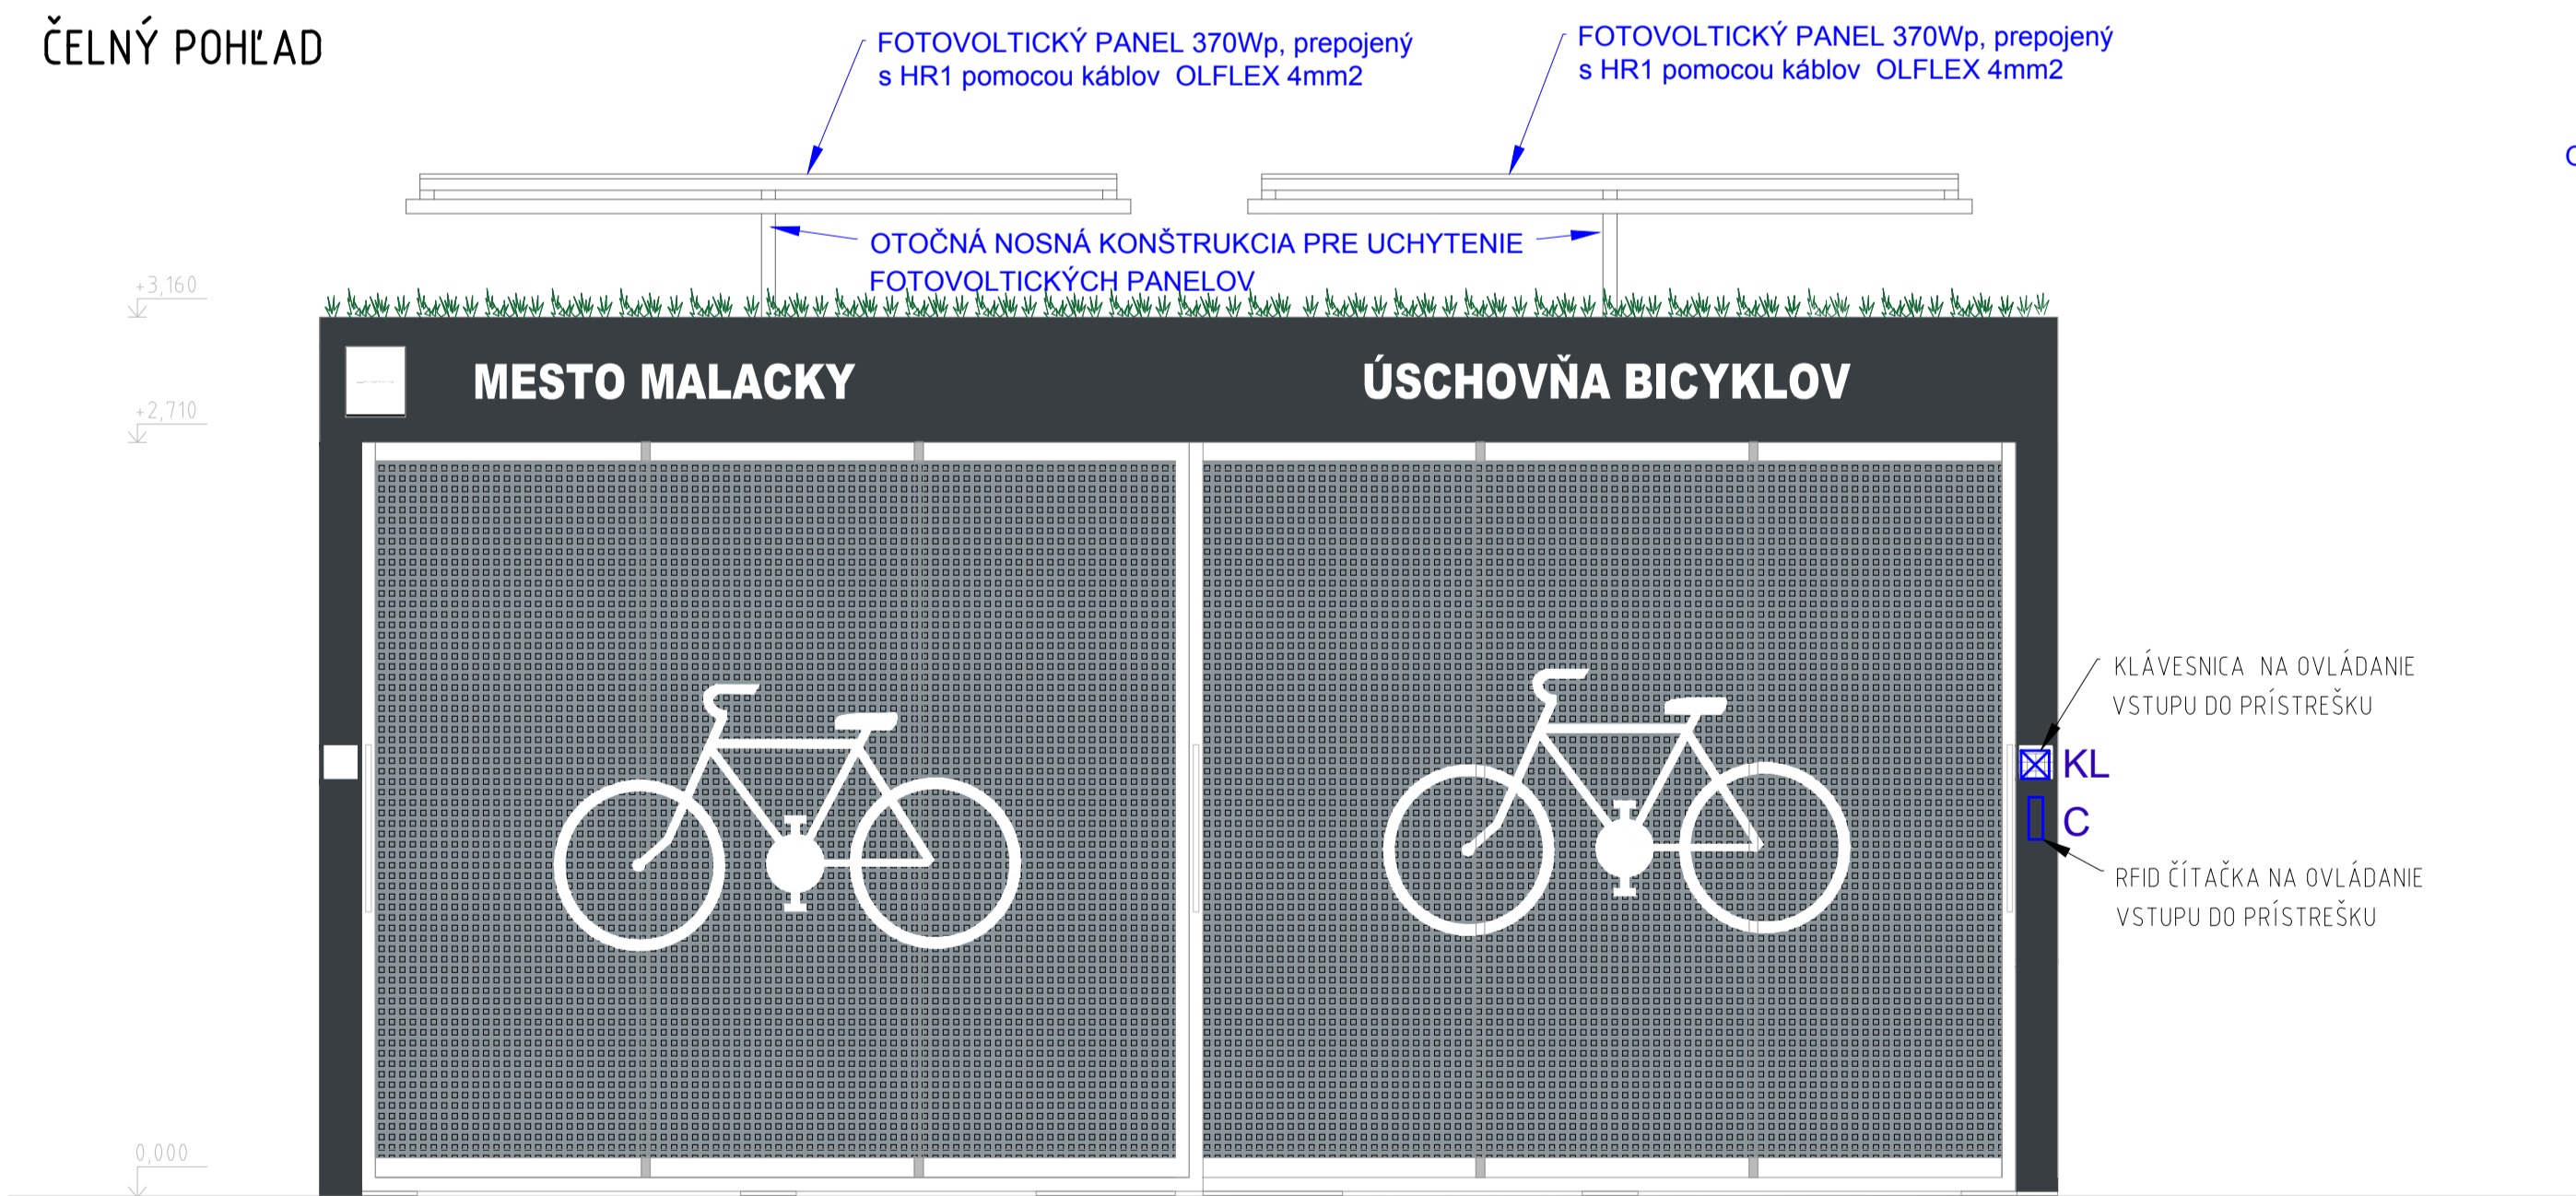 ČELNÝ POHĽAD
FOTOVOLTICKÝ PANEL 370Wp, prepojený
s HR1 pomocou káblov OLFLEX 4mm2
FOTOVOLTICKÝ PANEL 370Wp, prepojený
s HR1 pomocou káblov OLFLEX 4mm2
OTOČNÁ NOSNÁ KONŠTRUKCIA PRE UCHYTENIE
FOTOVOLTICKÝCH PANELOV
+3,160
MESTO MALACKY
ÚSCHOVŇA BICYKLOV
+2,710
KLÁVESNICA NA OVLÁDANIE
VSTUPU DO PRÍSTREŠKU
KL
C
RFID ČÍTAČKA NA OVLÁDANIE
VSTUPU DO PRÍSTREŠKU
0,000